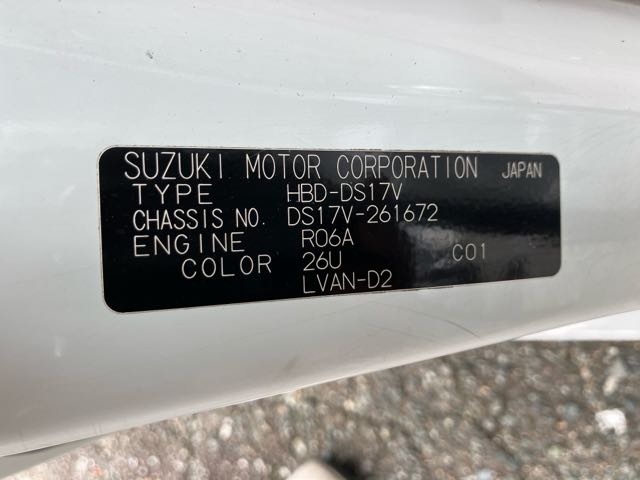 SUZUKI MOTOR CORPORATION JAPAN
TYPE HBD-DS17V
CHASSIS NO. DS17V-261672
ENGINE R06A
COLOR 26U C01
LVAN-D2